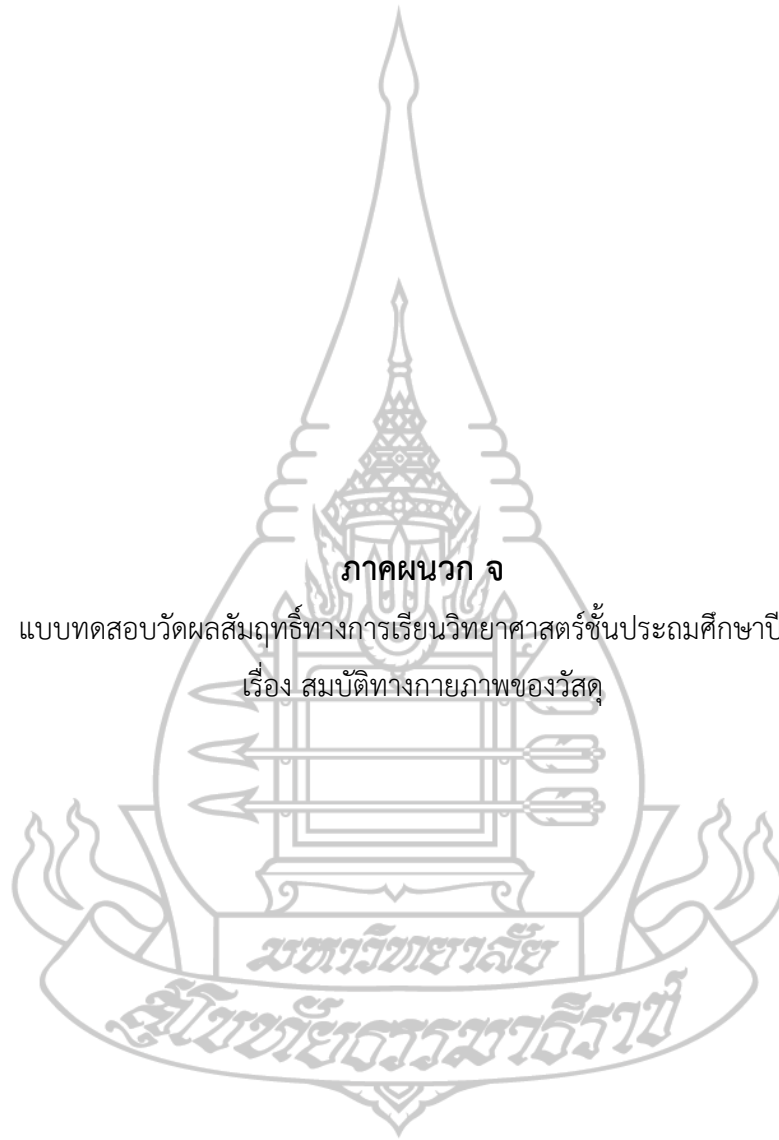 ภาคผนวก จ
แบบทดสอบวัดผลสัมฤทธิ์ทางการเรียนวิทยาศาสตร์ชั้นประถมศึกษาปี
เรื่อง สมบัติทางกายภาพของวัสดุ
มหาวิทยาลัย
สุโขทัยธรรมาธิราช